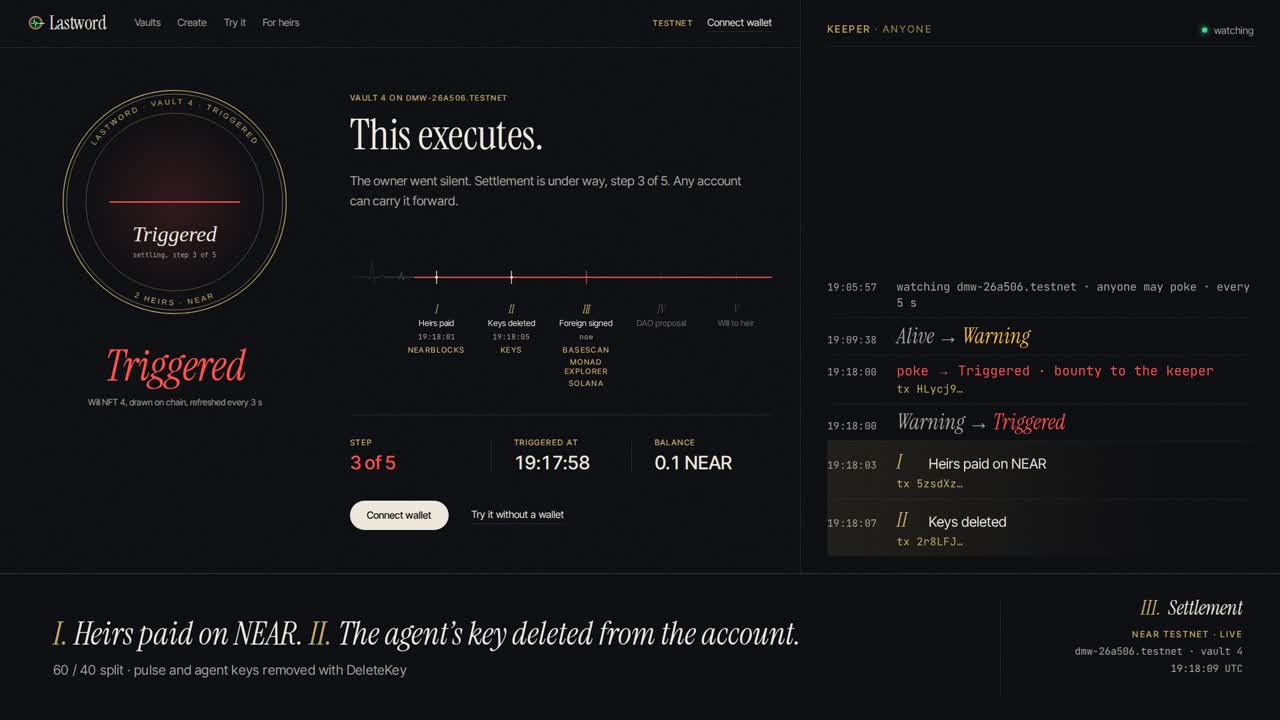 Lastword
Vaults
Create
Try it
For heirs
TESTNET
Connect wallet
LASTWORD · VAULT 4 · TRIGGERED
Triggered
settling, step 3 of 5
2 HEIRS · NEAR
Triggered
Will NFT 4, drawn on chain, refreshed every 3 s
VAULT 4 ON DMW-26A506.TESTNET
This executes.
The owner went silent. Settlement is under way, step 3 of 5. Any account
can carry it forward.
I
Heirs paid
19:18:01
NEARBLOCKS
II
Keys deleted
19:18:05
KEYS
III
Foreign signed
now
BASESCAN
MONAD
EXPLORER
SOLANA
IV
DAO proposal
V
Will to heir
STEP
3 of 5
TRIGGERED AT
19:17:58
BALANCE
0.1 NEAR
Connect wallet
Try it without a wallet
KEEPER · ANYONE
watching
19:05:57 watching dmw-26a506.testnet · anyone may poke · every
5 s
19:09:38 Alive → Warning
19:18:00 poke → Triggered · bounty to the keeper
tx HLycj9…
19:18:00 Warning → Triggered
19:18:03 I Heirs paid on NEAR
tx 5zsdXz…
19:18:07 II Keys deleted
tx 2r8LFJ…
I. Heirs paid on NEAR. II. The agent's key deleted from the account.
60 / 40 split · pulse and agent keys removed with DeleteKey
III. Settlement
NEAR TESTNET · LIVE
dmw-26a506.testnet · vault 4
19:18:09 UTC